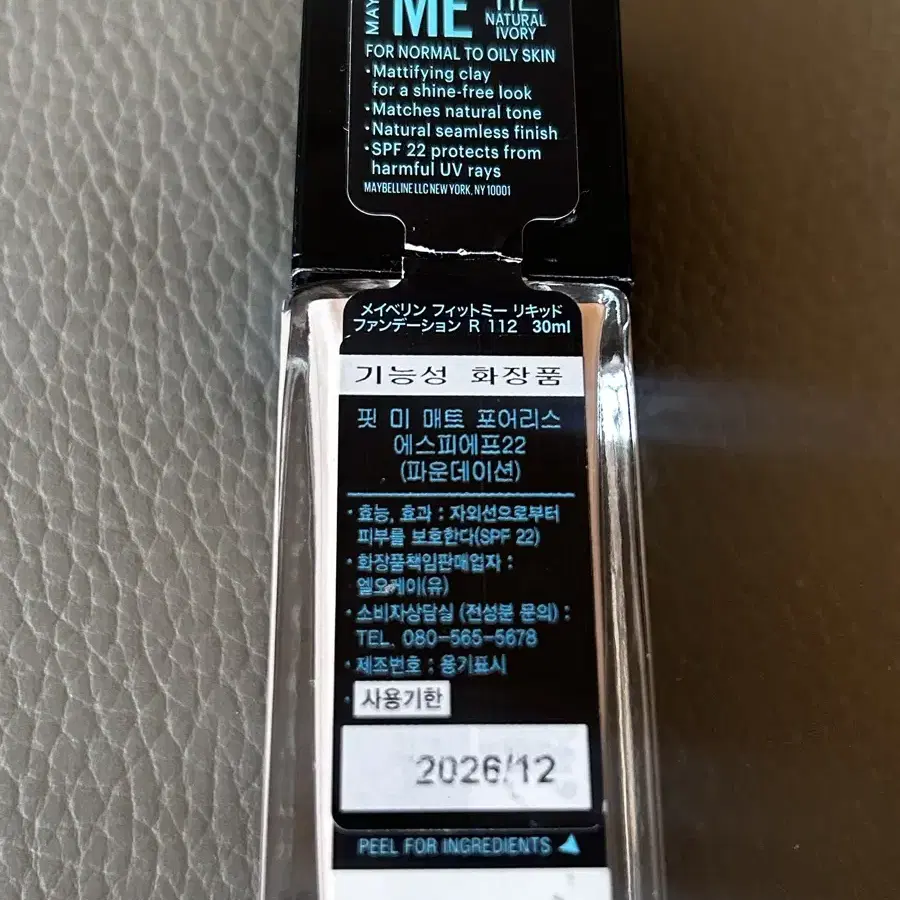 MAY
ME
112
NATURAL
IVORY
FOR NORMAL TO OILY SKIN
·Mattifying clay
for a shine-free look
·Matches natural tone
·Natural seamless finish
·SPF 22 protects from
harmful UV rays
MAYBELLINE LLC NEW YORK, NY 10001
メイベリン フィットミー リキッド
ファンデーション R 112 30ml
기능성 화장품
핏 미 매트 포어리스
에스피에프22
(파운데이션)
·효능, 효과 : 자외선으로부터
피부를 보호한다(SPF 22)
·화장품책임판매업자 :
엘오케이(유)
·소비자상담실 (전성분 문의) :
TEL. 080-565-5678
·제조번호 : 용기표시
·사용기한
2026/12
PEEL FOR INGREDIENTS